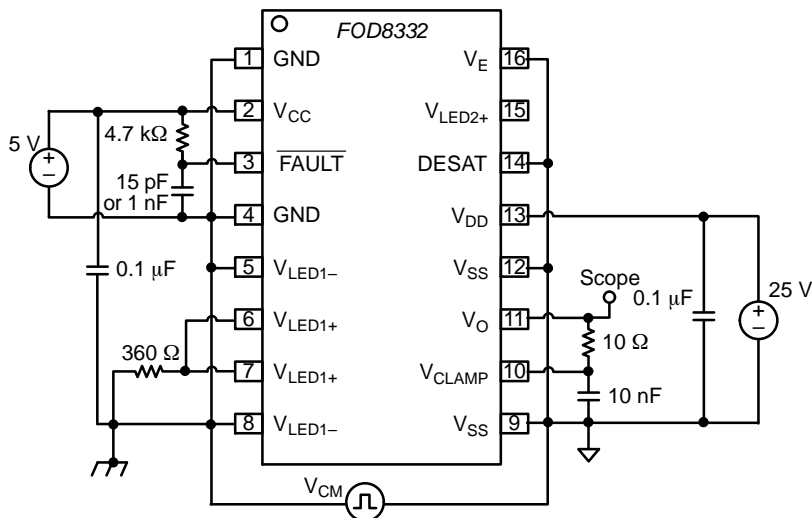 FOD8332
1 GND
2 VCC
3 FAULT
4 GND
5 VLED1–
6 VLED1+
7 VLED1+
8 VLED1–
VE 16
VLED2+ 15
DESAT 14
VDD 13
VSS 12
VO 11
VCLAMP 10
VSS 9
5 V
4.7 kΩ
15 pF
or 1 nF
0.1 μF
360 Ω
Scope
0.1 μF
25 V
10 Ω
10 nF
VCM